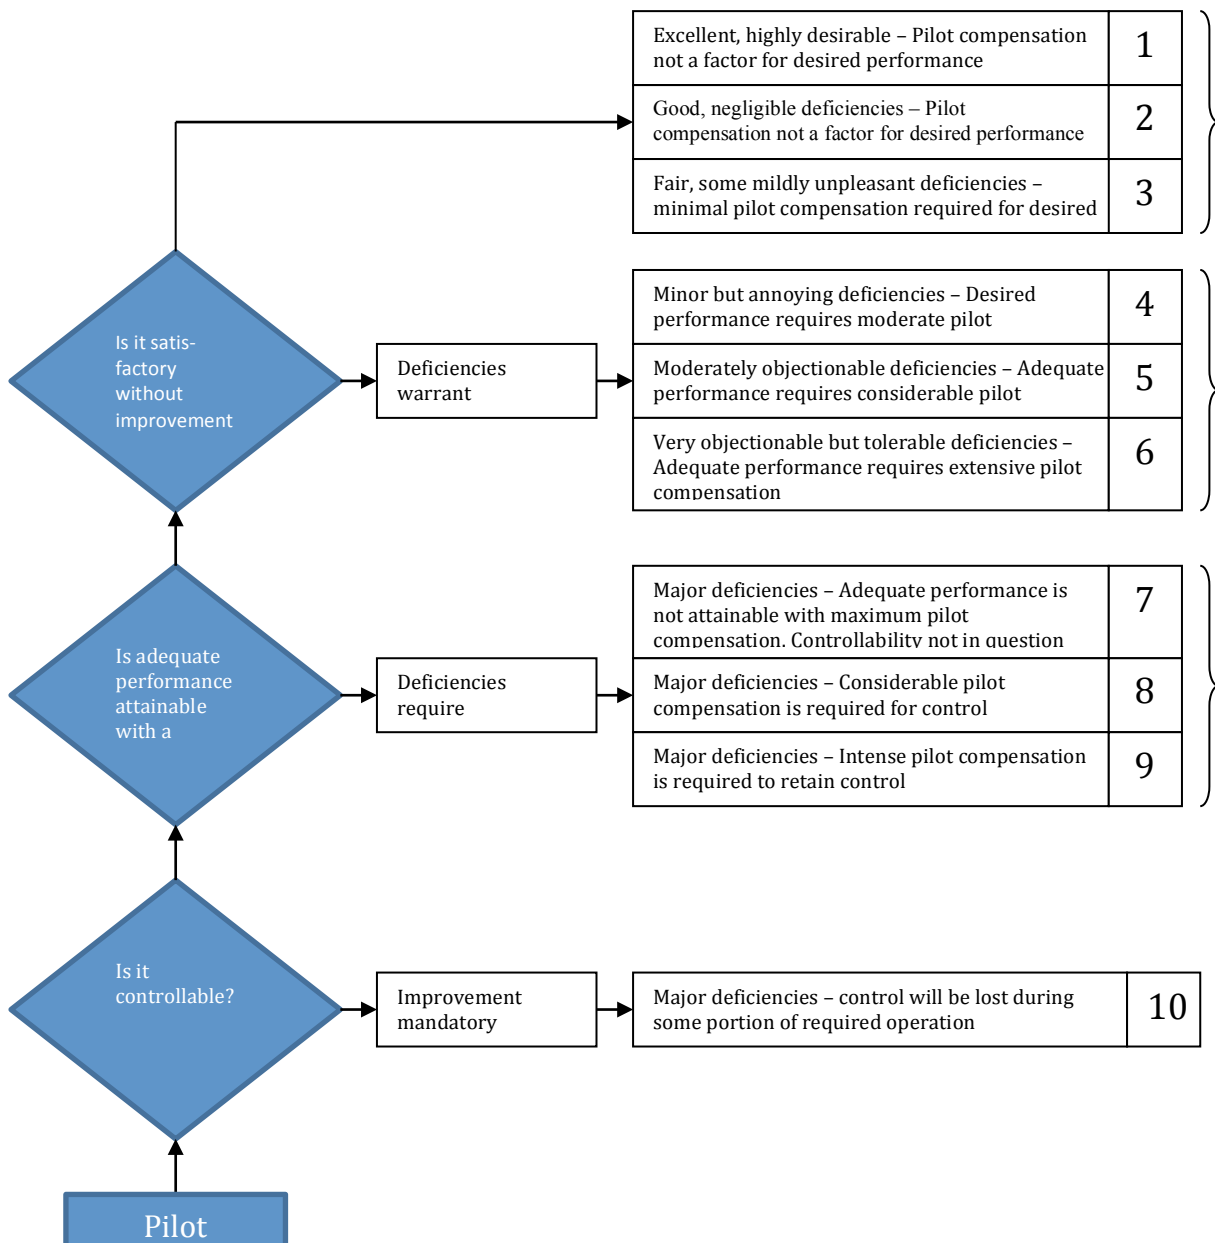 Excellent, highly desirable – Pilot compensation
not a factor for desired performance
1
Good, negligible deficiencies – Pilot
compensation not a factor for desired performance
2
Fair, some mildly unpleasant deficiencies –
minimal pilot compensation required for desired
3
Is it satis-
factory
without
improvement
Deficiencies
warrant
Minor but annoying deficiencies – Desired
performance requires moderate pilot
4
Moderately objectionable deficiencies – Adequate
performance requires considerable pilot
5
Very objectionable but tolerable deficiencies –
Adequate performance requires extensive pilot
compensation
6
Is adequate
performance
attainable
with a
Deficiencies
require
Major deficiencies – Adequate performance is
not attainable with maximum pilot
compensation. Controllability not in question
7
Major deficiencies – Considerable pilot
compensation is required for control
8
Major deficiencies – Intense pilot compensation
is required to retain control
9
Is it
controllable?
Improvement
mandatory
Major deficiencies – control will be lost during
some portion of required operation
10
Pilot